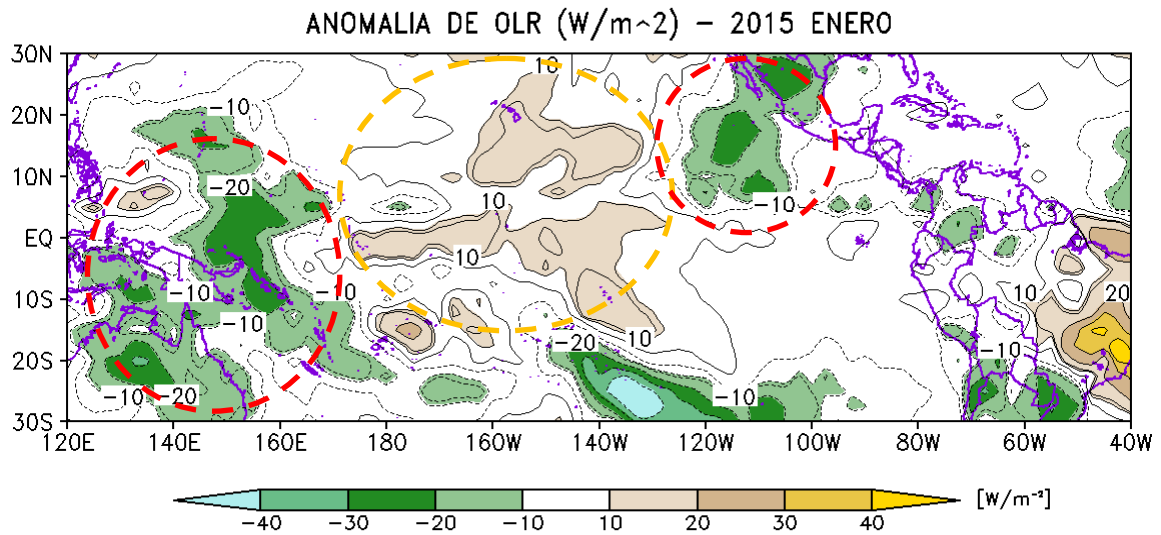 ANOMALIA DE OLR (W/m^2) - 2015 ENERO
30N
20N
10N
EQ
10S
20S
30S
-10
-20
-10
-10
-10
-10
-20
10
10
10
10
-20
-10
-10
10
20
-10
120E 140E 160E 180 160W 140W 120W 100W 80W 60W 40W
-40 -30 -20 -10 10 20 30 40
[W/m⁻²]